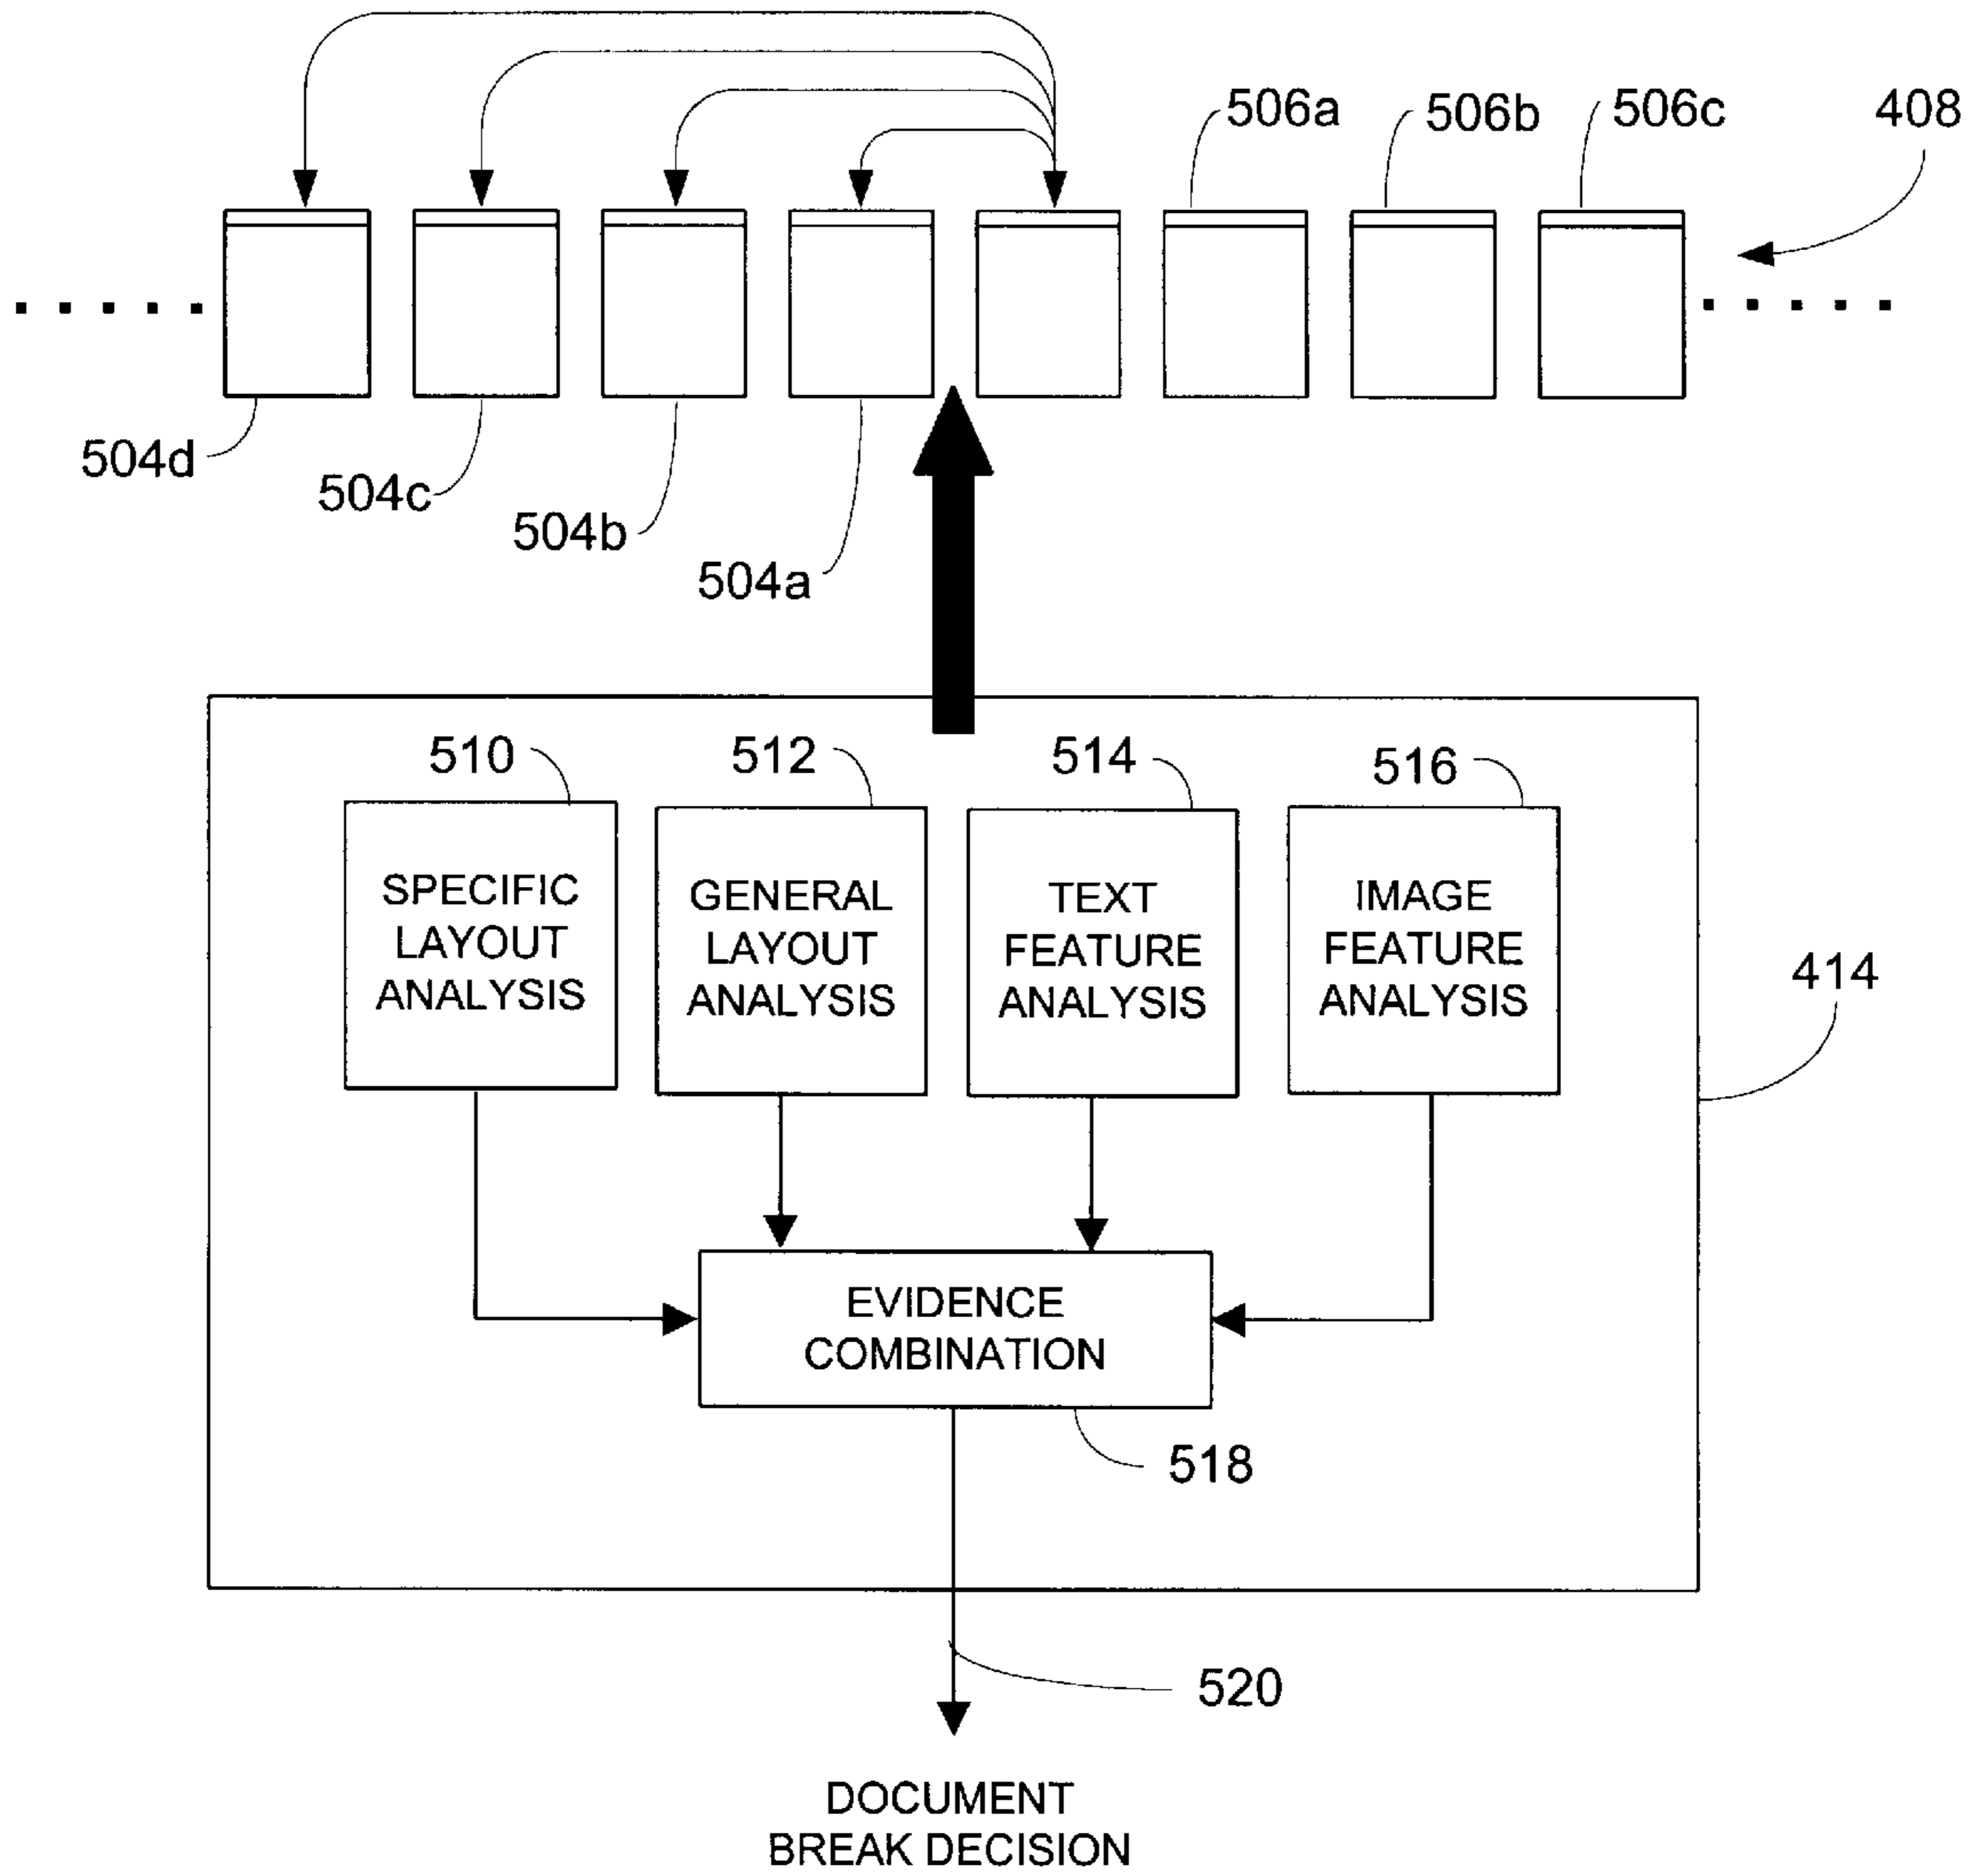 506a
506b
506c
408
504d
504c
504b
504a
510
512
514
516
SPECIFIC
LAYOUT
ANALYSIS
GENERAL
LAYOUT
ANALYSIS
TEXT
FEATURE
ANALYSIS
IMAGE
FEATURE
ANALYSIS
414
EVIDENCE
COMBINATION
518
520
DOCUMENT
BREAK DECISION